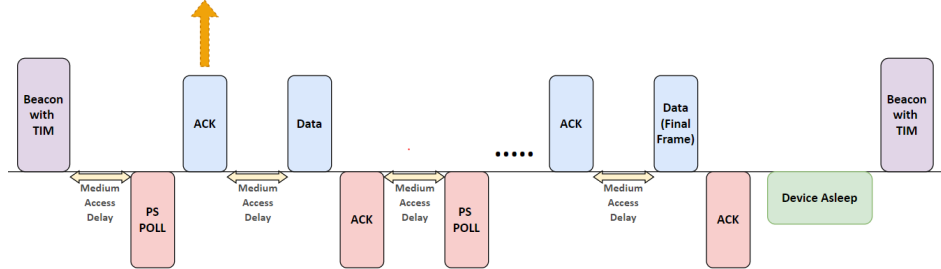 Beacon
with
TIM
Medium
Access
Delay
PS
POLL
ACK
Medium
Access
Delay
Data
ACK
Medium
Access
Delay
PS
POLL
.....
ACK
Medium
Access
Delay
Data
(Final
Frame)
ACK
Device Asleep
Beacon
with
TIM